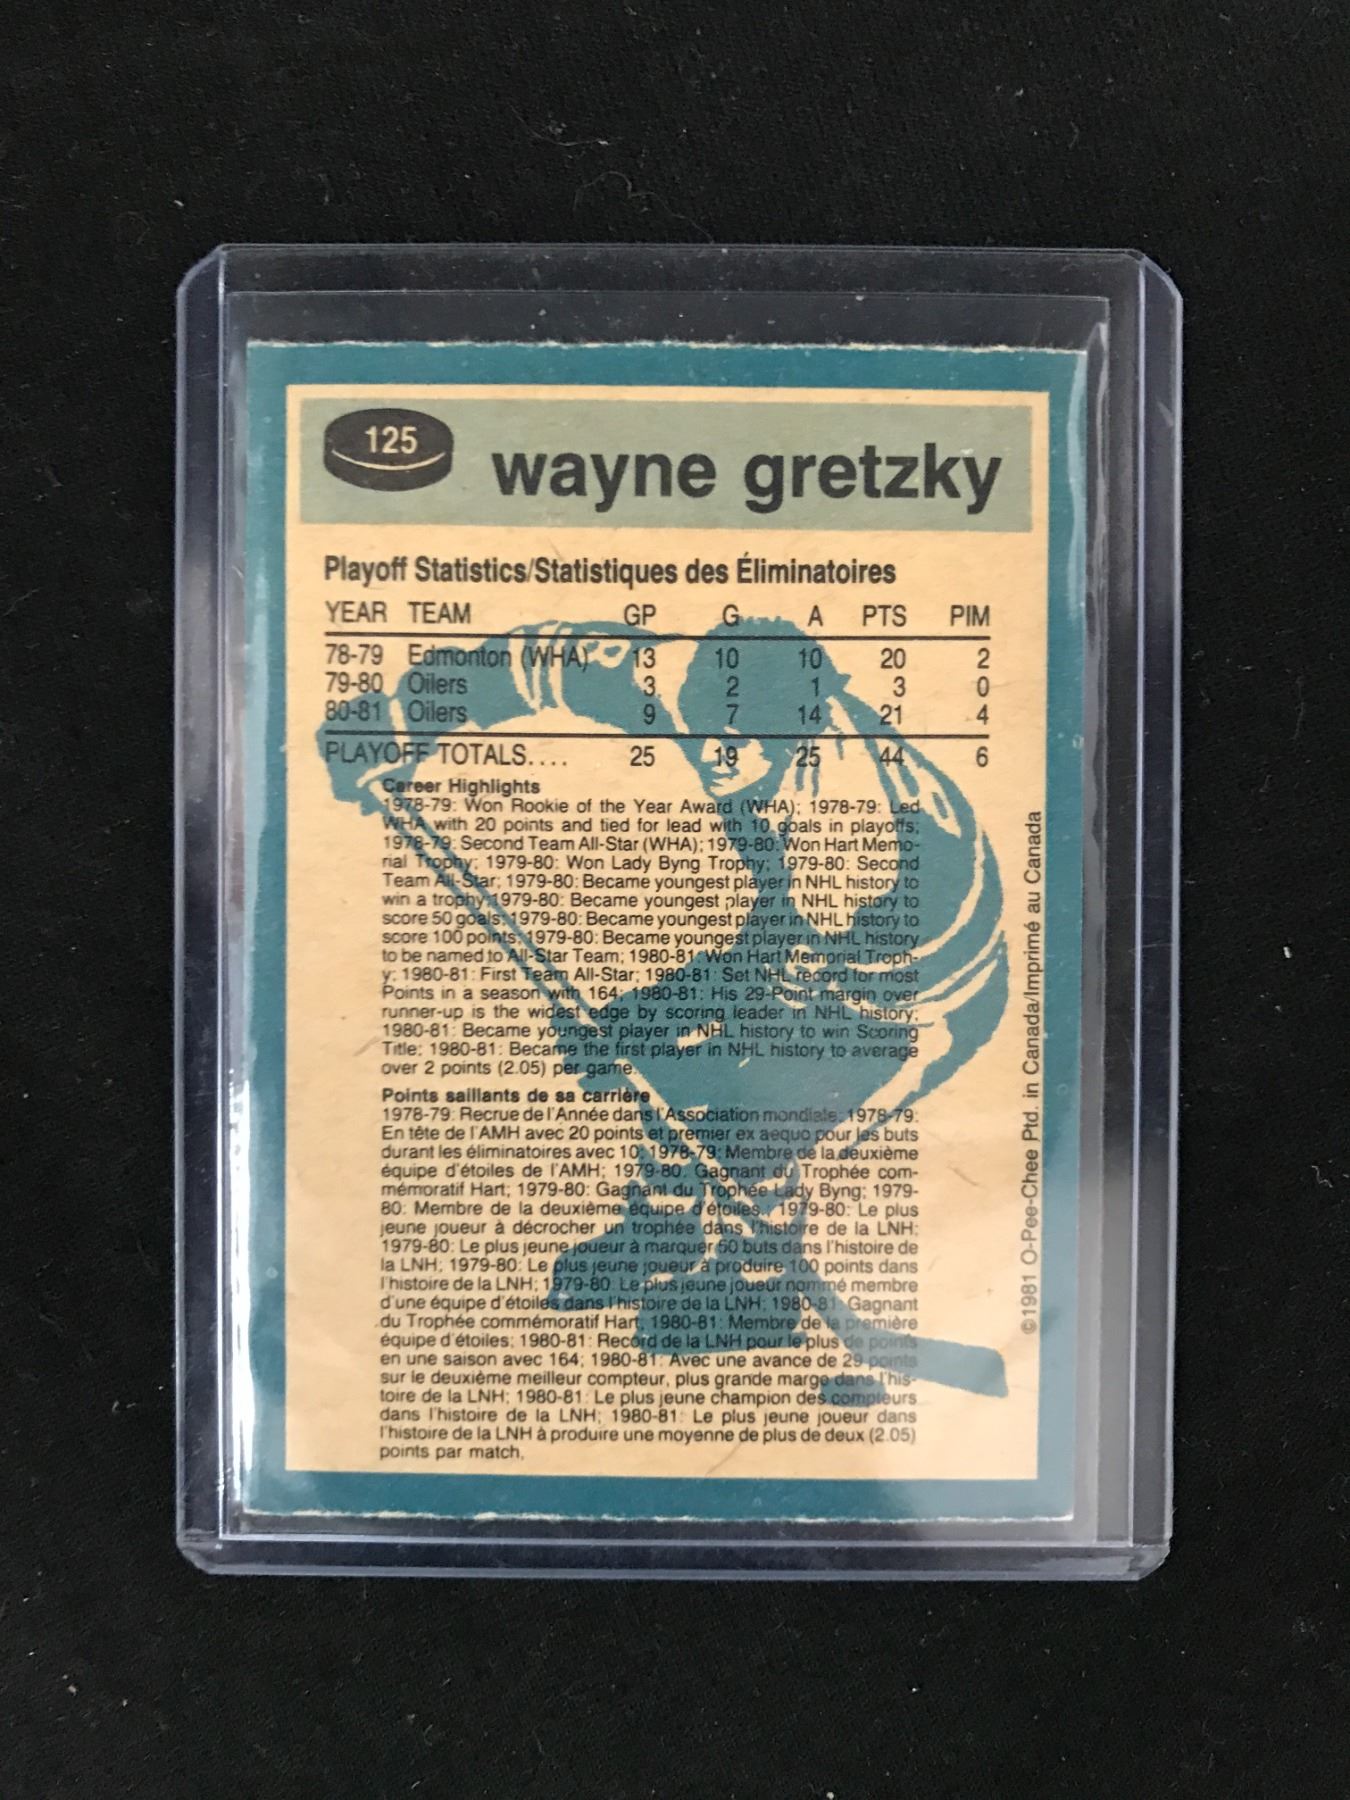 125
wayne gretzky
Playoff Statistics/Statistiques des Éliminatoires
YEAR TEAM GP G A PTS PIM
78-79 Edmonton (WHA) 13 10 10 20 2
79-80 Oilers 3 2 1 3 0
80-81 Oilers 9 7 14 21 4
PLAYOFF TOTALS.... 25 19 25 44 6
Career Highlights
1978-79: Won Rookie of the Year Award (WHA); 1978-79: Led
WHA with 20 points and tied for lead with 10 goals in playoffs;
1978-79: Second Team All-Star (WHA); 1979-80: Won Hart Memo-
rial Trophy; 1979-80: Won Lady Byng Trophy; 1979-80: Second
Team All-Star; 1979-80: Became youngest player in NHL history to
win a trophy; 1979-80: Became youngest player in NHL history to
score 50 goals; 1979-80: Became youngest player in NHL history to
score 100 points; 1979-80: Became youngest player in NHL history
to be named to All-Star Team; 1980-81: Won Hart Memorial Troph-
y; 1980-81: First Team All-Star; 1980-81: Set NHL record for most
Points in a season with 164; 1980-81: His 29-Point margin over
runner-up is the widest edge by scoring leader in NHL history;
1980-81: Became youngest player in NHL history to win Scoring
Title; 1980-81: Became the first player in NHL history to average
over 2 points (2.05) per game.
Points saillants de sa carrière
1978-79: Recrue de l'Année dans l'Association mondiale; 1978-79:
En tête de l'AMH avec 20 points et premier ex aequo pour les buts
durant les éliminatoires avec 10; 1978-79: Membre de la deuxième
équipe d'étoiles de l'AMH; 1979-80: Gagnant du Trophée com-
mémoratif Hart; 1979-80: Gagnant du Trophée Lady Byng; 1979-
80: Membre de la deuxième équipe d'étoiles., 1979-80: Le plus
jeune joueur à décrocher un trophée dans l'histoire de la LNH;
1979-80: Le plus jeune joueur à marquer 50 buts dans l'histoire de
la LNH; 1979-80: Le plus jeune joueur à produire 100 points dans
l'histoire de la LNH; 1979-80: Le plus jeune joueur nommé membre
d'une équipe d'étoiles dans l'histoire de la LNH; 1980-81: Gagnant
du Trophée commémoratif Hart; 1980-81: Membre de la première
équipe d'étoiles; 1980-81: Record de la LNH pour le plus de points
en une saison avec 164; 1980-81: Avec une avance de 29 points
sur le deuxième meilleur compteur, plus grande marge dans l'his-
toire de la LNH; 1980-81: Le plus jeune champion des compteurs
dans l'histoire de la LNH; 1980-81: Le plus jeune joueur dans
l'histoire de la LNH à produire une moyenne de plus de deux (2.05)
points par match.
©1981 O-Pee-Chee Ptd. in Canada/Imprimé au Canada